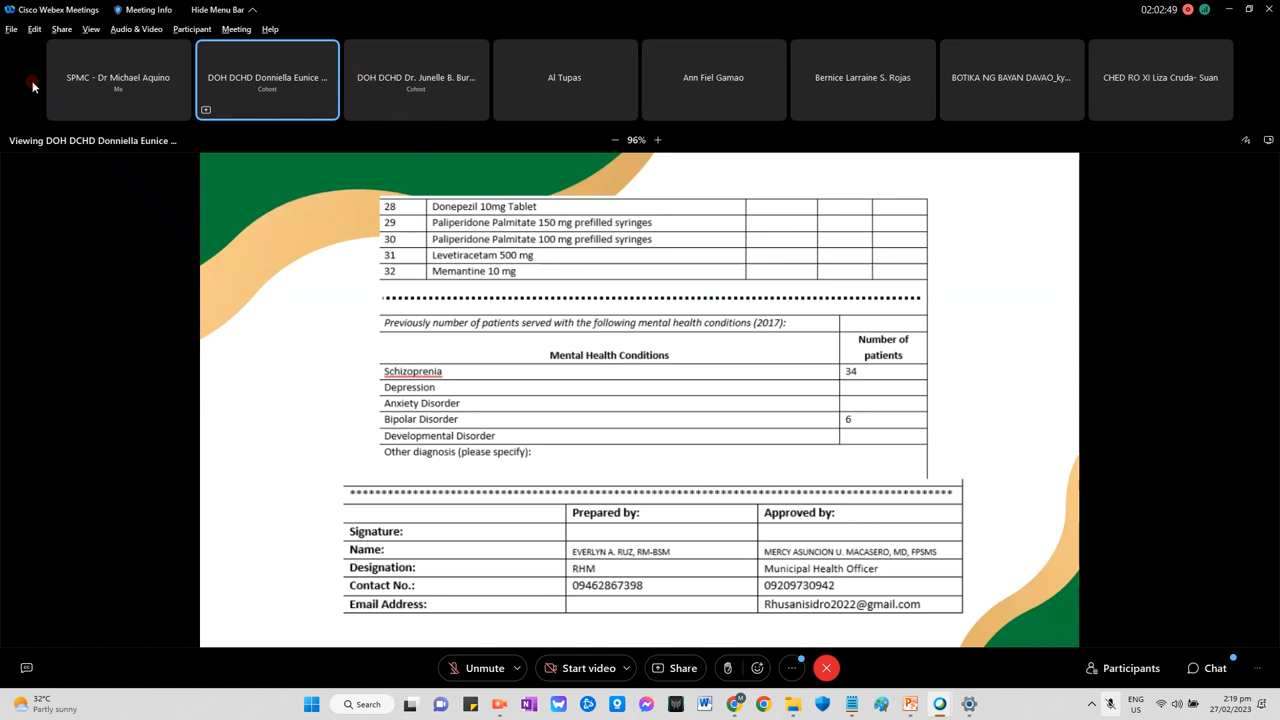 Cisco Webex Meetings Meeting Info Hide Menu Bar 02:02:49
File Edit Share View Audio & Video Participant Meeting Help
SPMC - Dr Michael Aquino
Me
DOH DCHD Donniella Eunice ...
Cohost
DOH DCHD Dr. Junelle B. Bur...
Cohost
Al Tupas
Ann Fiel Gamao
Bernice Larraine S. Rojas
BOTIKA NG BAYAN DAVAO_ky...
CHED RO XI Liza Cruda- Suan
Viewing DOH DCHD Donniella Eunice ... 96%
28 Donepezil 10mg Tablet
29 Paliperidone Palmitate 150 mg prefilled syringes
30 Paliperidone Palmitate 100 mg prefilled syringes
31 Levetiracetam 500 mg
32 Memantine 10 mg
Previously number of patients served with the following mental health conditions (2017):
Mental Health Conditions Number of patients
Schizoprenia 34
Depression
Anxiety Disorder
Bipolar Disorder 6
Developmental Disorder
Other diagnosis (please specify):
Prepared by: Approved by:
Signature:
Name: EVERLYN A. RUZ, RM-BSM MERCY ASUNCION U. MACASERO, MD, FPSMS
Designation: RHM Municipal Health Officer
Contact No.: 09462867398 09209730942
Email Address: Rhusanisidro2022@gmail.com
Unmute Start video Share Participants Chat
32°C
Partly sunny
Search
ENG
US
2:19 pm
27/02/2023